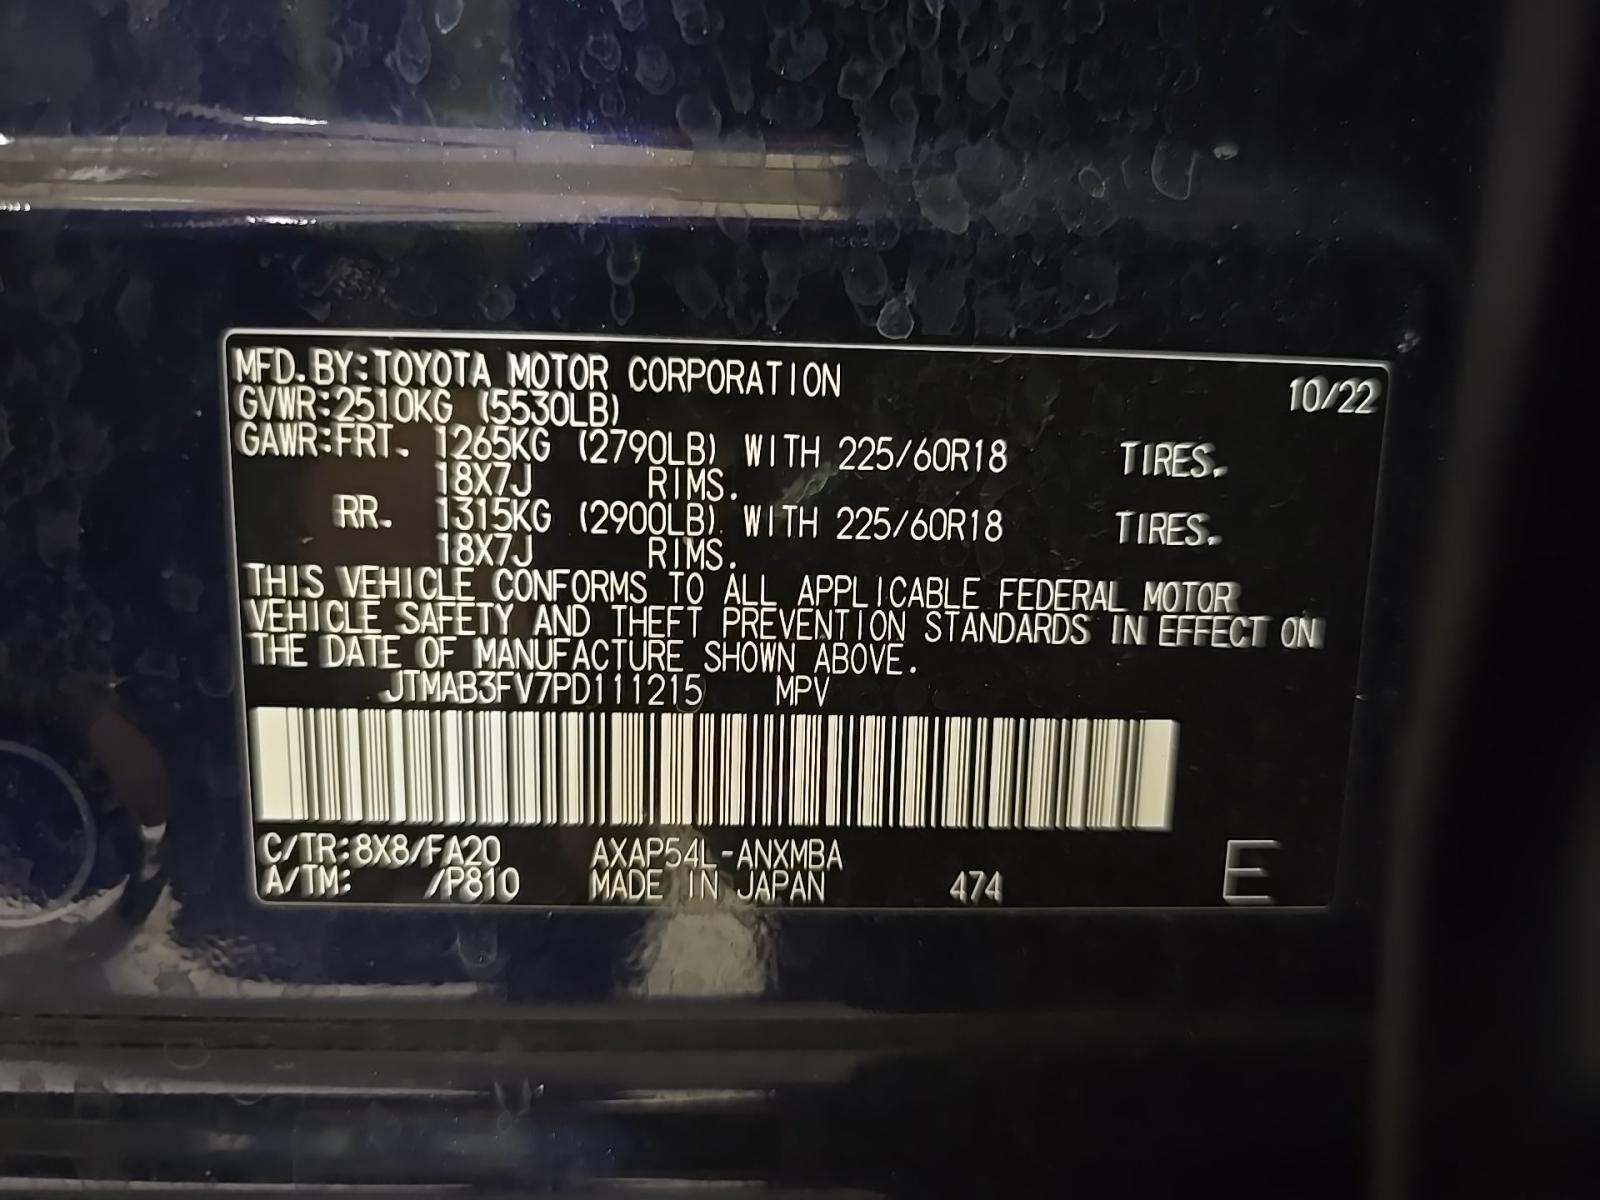 MFD.BY:TOYOTA MOTOR CORPORATION 10/22
GVWR:2510KG (5530LB)
GAWR:FRT. 1265KG (2790LB) WITH 225/60R18 TIRES.
18X7J RIMS.
RR. 1315KG (2900LB) WITH 225/60R18 TIRES.
18X7J RIMS.
THIS VEHICLE CONFORMS TO ALL APPLICABLE FEDERAL MOTOR
VEHICLE SAFETY AND THEFT PREVENTION STANDARDS IN EFFECT ON
THE DATE OF MANUFACTURE SHOWN ABOVE.
JTMAB3FV7PD111215 MPV
C/TR:8X8/FA20 AXAP54L-ANXMBA
A/TM: /P810 MADE IN JAPAN 474 E